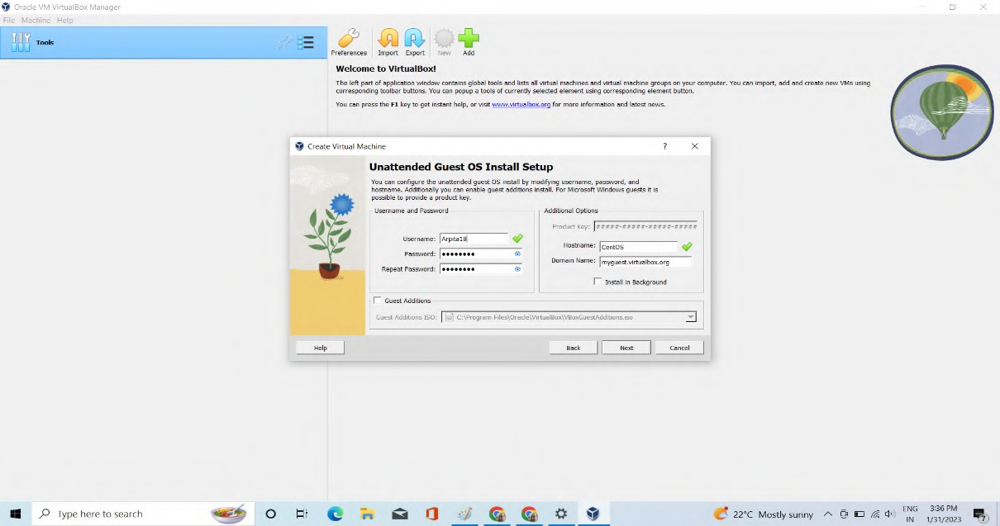 Oracle VM VirtualBox Manager
File Machine Help
Tools
Preferences Import Export New Add
Welcome to VirtualBox!
The left part of application window contains global tools and lists all virtual machines and virtual machine groups on your computer. You can import, add and create new VMs using
corresponding toolbar buttons. You can popup a tools of currently selected element using corresponding element button.
You can press the F1 key to get instant help, or visit www.virtualbox.org for more information and latest news.
Create Virtual Machine ?
Unattended Guest OS Install Setup
You can configure the unattended guest OS install by modifying username, password, and
hostname. Additionally you can enable guest additions install. For Microsoft Windows guests it is
possible to provide a product key.
Username and Password
Username: Arpita18
Password: ●●●●●●●●
Repeat Password: ●●●●●●●●
Additional Options
Product Key: #####-#####-#####-#####
Hostname: CentOS
Domain Name: myguest.virtualbox.org
Install in Background
Guest Additions
Guest Additions ISO: C:\Program Files\Oracle\VirtualBox\VBoxGuestAdditions.iso
Help Back Next Cancel
Type here to search
22°C Mostly sunny
ENG
IN
3:36 PM
1/31/2023
7